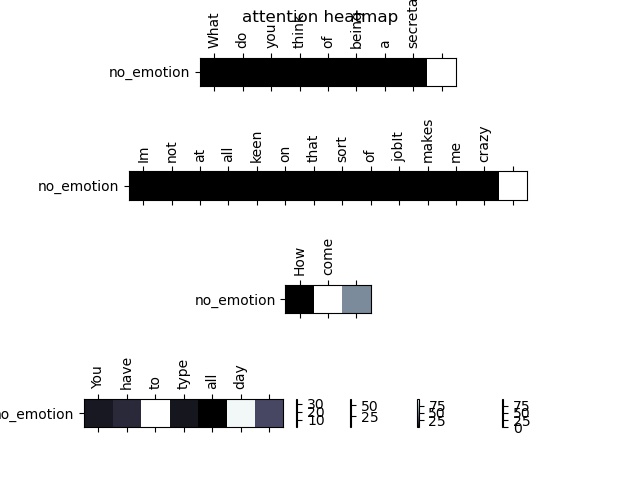 attention heatmap
What do you think of being a
no_emotion
Im not at all keen on that sort of jobIt makes me crazy
no_emotion
How come
no_emotion
You have to type all day
30 50 75 75
20 25 50 50
10 25 25
0